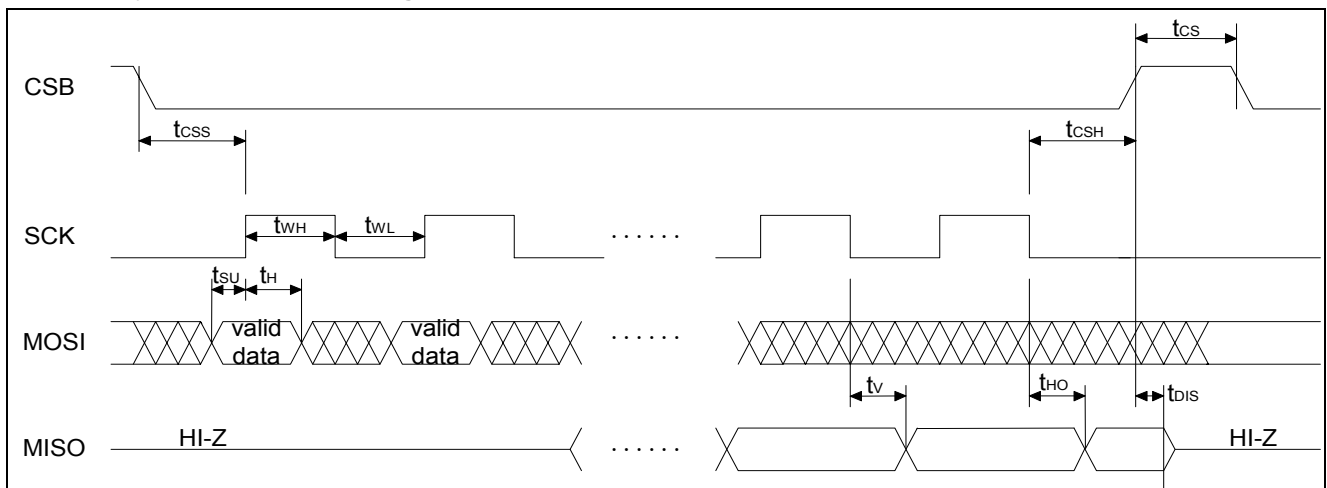 tcs
CSB
tcss
tCSH
tWH
tWL
SCK
......
tSU
tH
MOSI
valid data
valid data
......
tV
tHO
tDIS
MISO
HI-Z
......
HI-Z